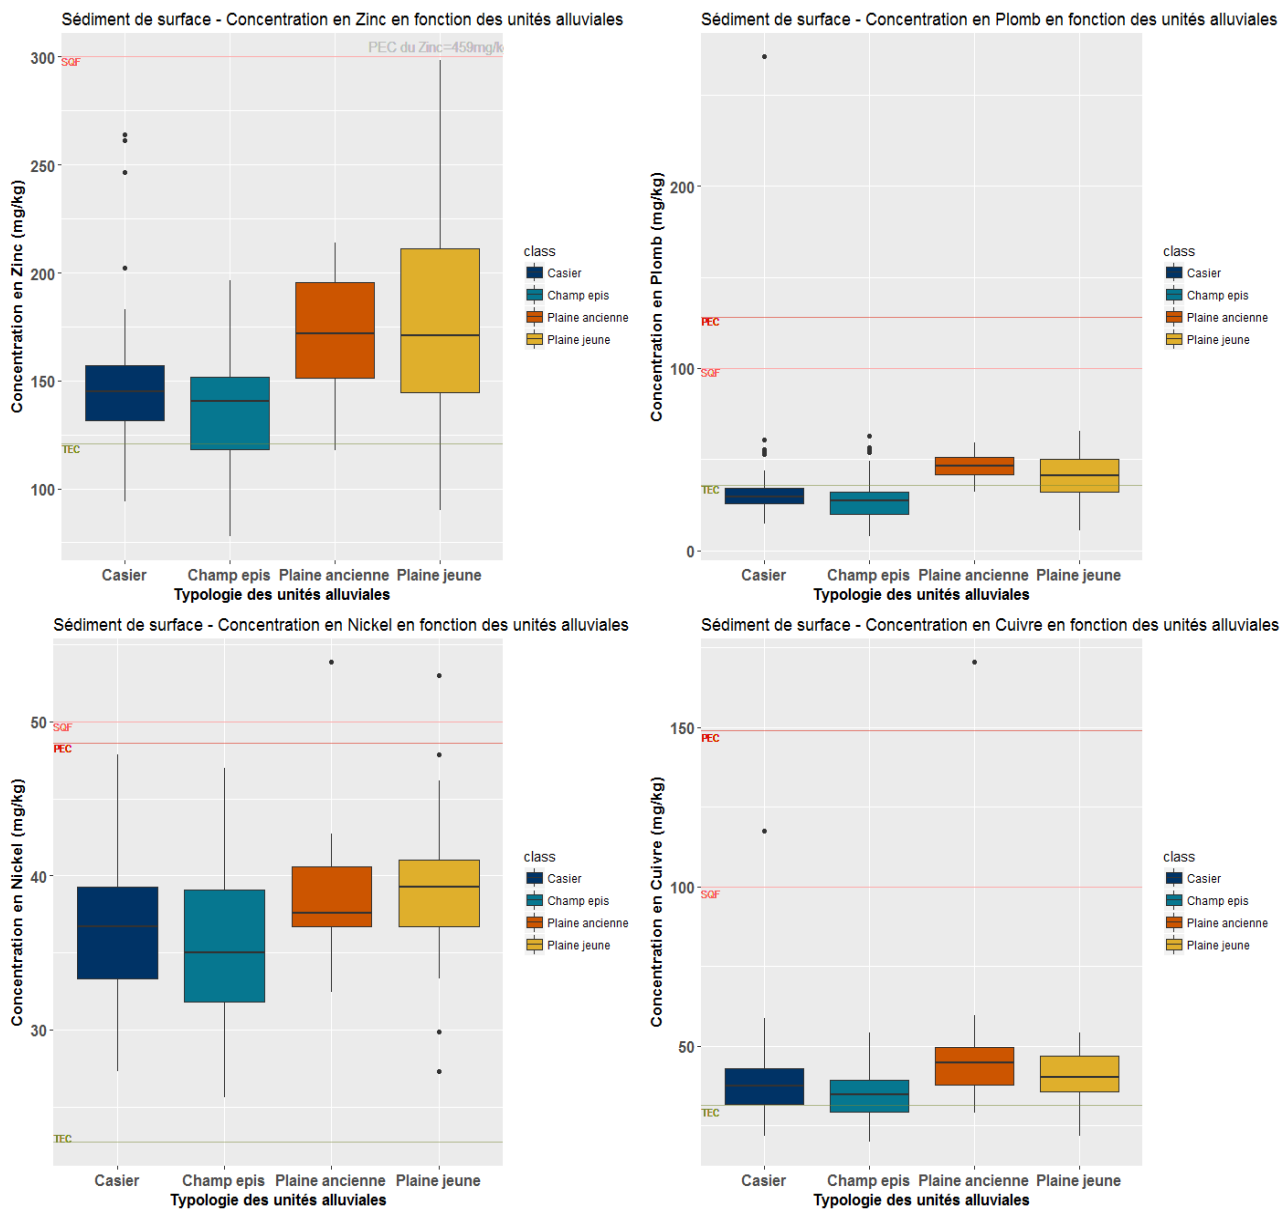 Sédiment de surface - Concentration en Zinc en fonction des unités alluviales
PEC du Zinc=459mg/k
SQF
TEC
300
250
200
150
100
Concentration en Zinc (mg/kg)
Casier
Champ epis
Plaine ancienne
Plaine jeune
Typologie des unités alluviales
class
Casier
Champ epis
Plaine ancienne
Plaine jeune
Sédiment de surface - Concentration en Plomb en fonction des unités alluviales
PEC
SQF
TEC
200
100
0
Concentration en Plomb (mg/kg)
Casier
Champ epis
Plaine ancienne
Plaine jeune
Typologie des unités alluviales
class
Casier
Champ epis
Plaine ancienne
Plaine jeune
Sédiment de surface - Concentration en Nickel en fonction des unités alluviales
SQF
PEC
TEC
50
40
30
Concentration en Nickel (mg/kg)
Casier
Champ epis
Plaine ancienne
Plaine jeune
Typologie des unités alluviales
class
Casier
Champ epis
Plaine ancienne
Plaine jeune
Sédiment de surface - Concentration en Cuivre en fonction des unités alluviales
PEC
SQF
TEC
150
100
50
Concentration en Cuivre (mg/kg)
Casier
Champ epis
Plaine ancienne
Plaine jeune
Typologie des unités alluviales
class
Casier
Champ epis
Plaine ancienne
Plaine jeune